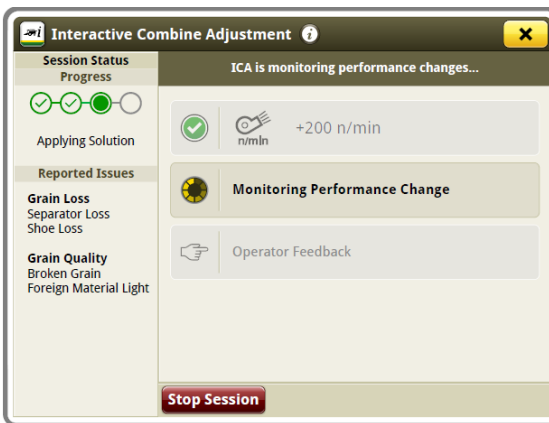 Interactive Combine Adjustment i
Session Status
Progress
Applying Solution
Reported Issues
Grain Loss
Separator Loss
Shoe Loss
Grain Quality
Broken Grain
Foreign Material Light
ICA is monitoring performance changes...
n/min +200 n/min
Monitoring Performance Change
Operator Feedback
Stop Session